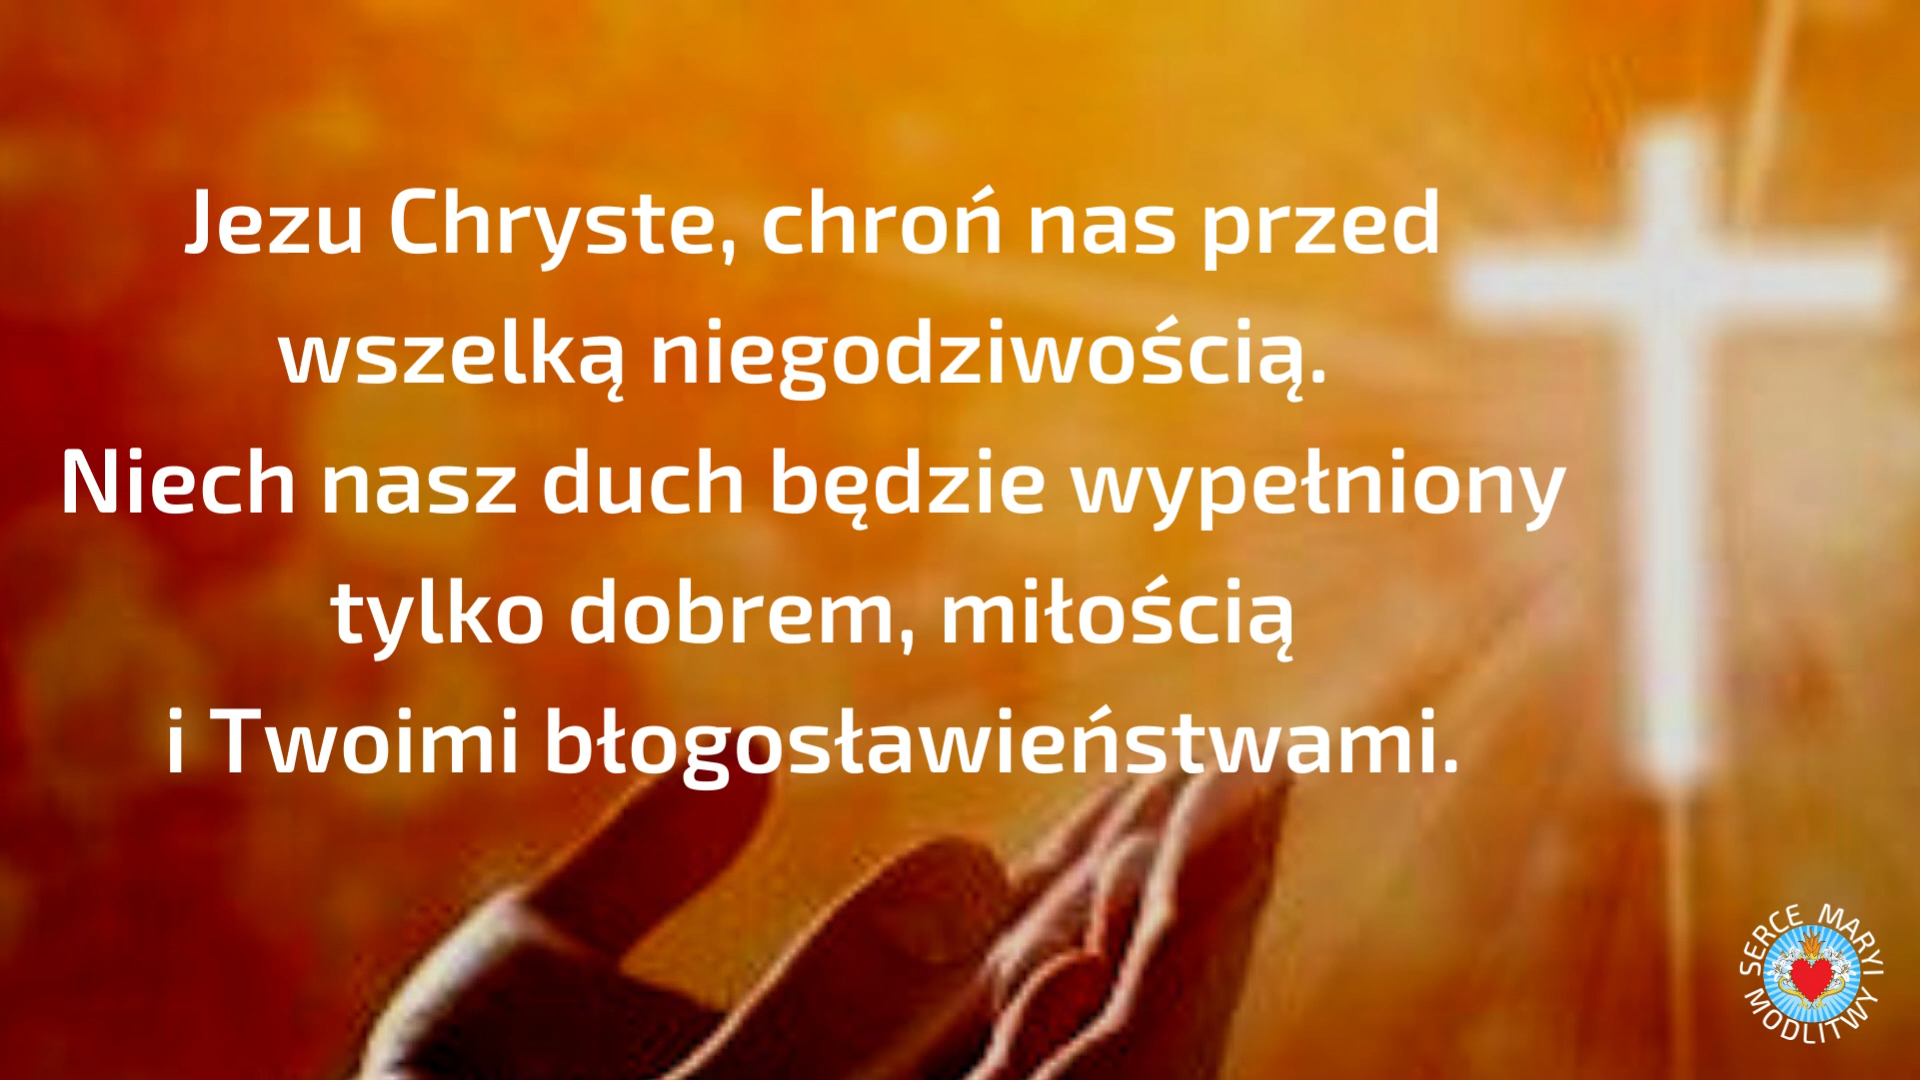 Jezu Chryste, chroń nas przed
wszelką niegodziwością.
Niech nasz duch będzie wypełniony
tylko dobrem, miłością
i Twoimi błogosławieństwami.
SERCE MARYI
MODLITWY